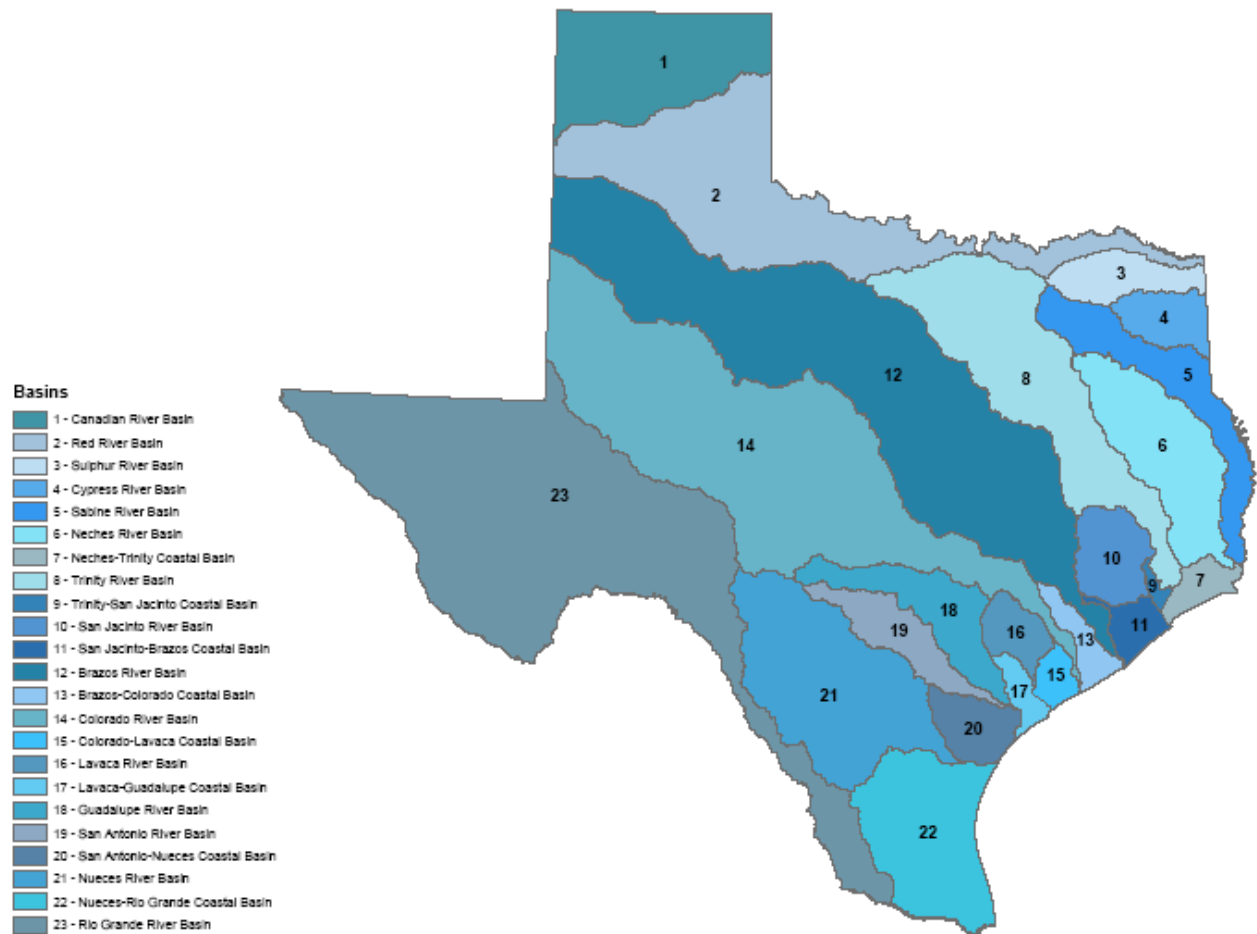 1
2
3
4
5
12
8
6
14
23
10
9
7
18
16
11
19
13
15
17
21
20
22
Basins
1 - Canadian River Basin
2 - Red River Basin
3 - Sulphur River Basin
4 - Cypress River Basin
5 - Sabine River Basin
6 - Neches River Basin
7 - Neches-Trinity Coastal Basin
8 - Trinity River Basin
9 - Trinity-San Jacinto Coastal Basin
10 - San Jacinto River Basin
11 - San Jacinto-Brazos Coastal Basin
12 - Brazos River Basin
13 - Brazos-Colorado Coastal Basin
14 - Colorado River Basin
15 - Colorado-Lavaca Coastal Basin
16 - Lavaca River Basin
17 - Lavaca-Guadalupe Coastal Basin
18 - Guadalupe River Basin
19 - San Antonio River Basin
20 - San Antonio-Nueces Coastal Basin
21 - Nueces River Basin
22 - Nueces-Rio Grande Coastal Basin
23 - Rio Grande River Basin